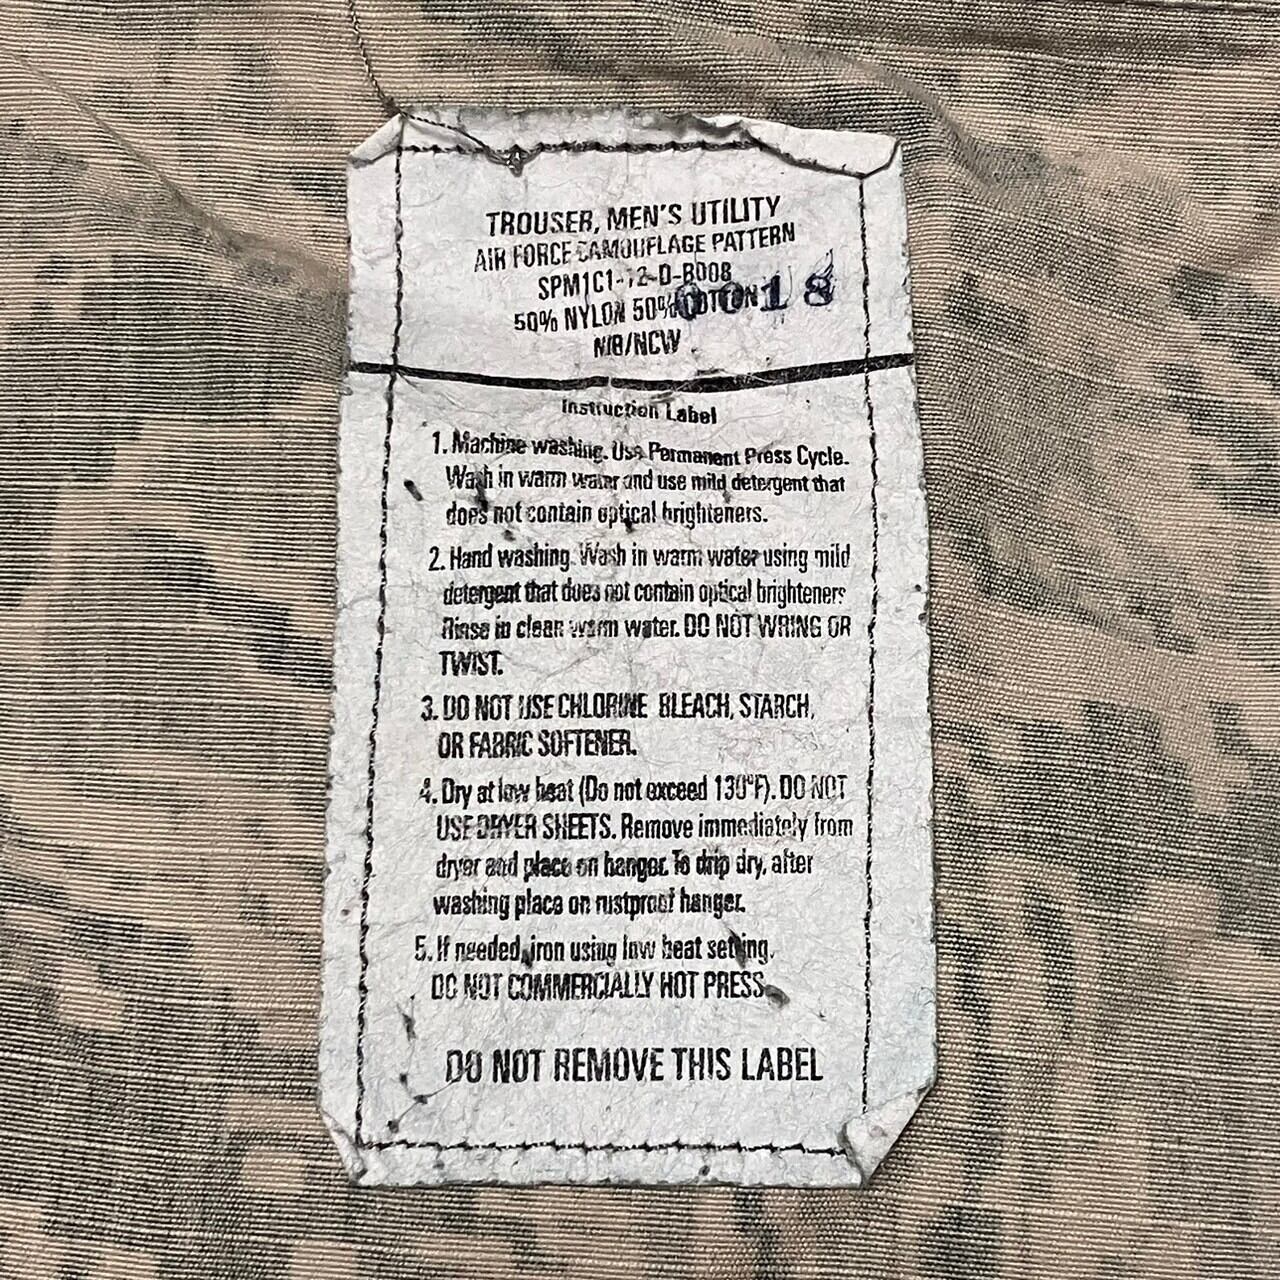 TROUSER, MEN'S UTILITY
AIR FORCE CAMOUFLAGE PATTERN
SPM1C1-12-D-B008
50% NYLON 50% COTTON
0018
NIB/NCW
Instruction Label
1. Machine washing. Use Permanent Press Cycle.
Wash in warm water and use mild detergent that
does not contain optical brighteners.
2. Hand washing. Wash in warm water using mild
detergent that does not contain optical brighteners
Rinse in clean warm water. DO NOT WRING OR
TWIST.
3. DO NOT USE CHLORINE BLEACH, STARCH,
OR FABRIC SOFTENER.
4. Dry at low heat (Do not exceed 130°F). DO NOT
USE DRYER SHEETS. Remove immediately from
dryer and place on hanger. To drip dry, after
washing place on rustproof hanger.
5. If needed, iron using low heat setting.
DO NOT COMMERCIALLY HOT PRESS.
DO NOT REMOVE THIS LABEL